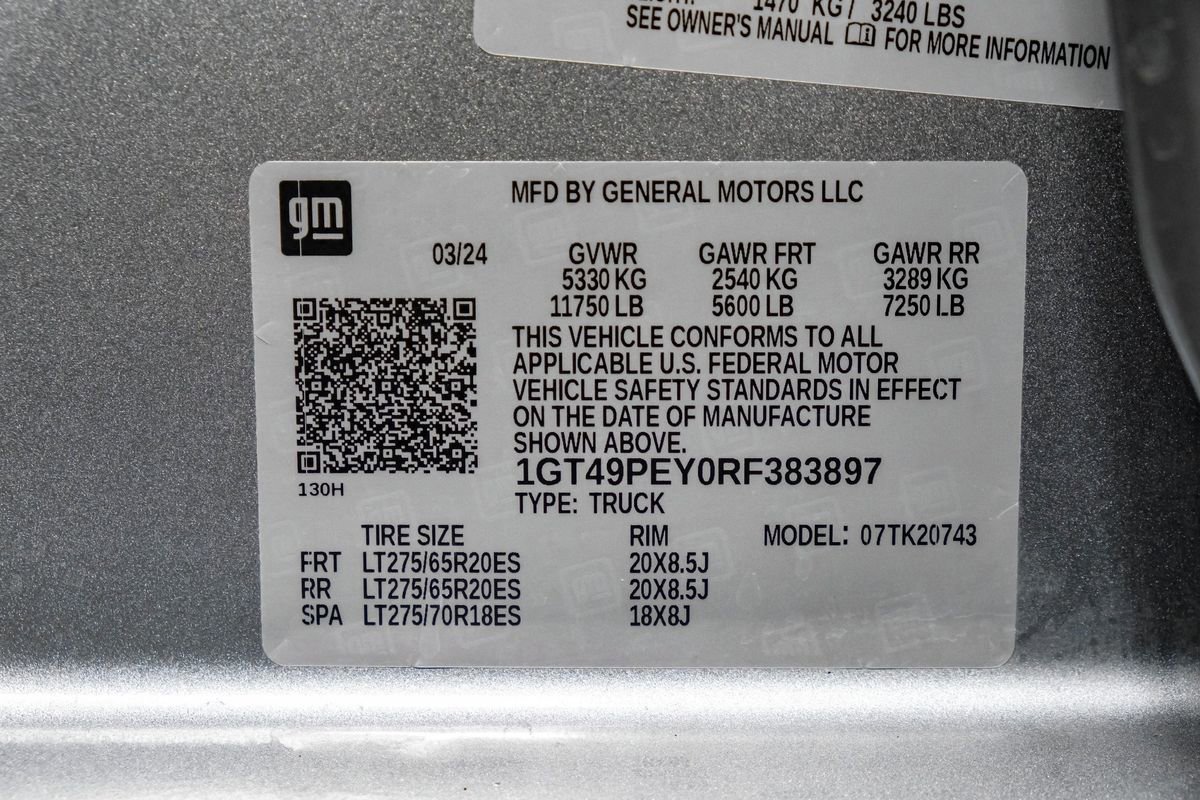 1470 KG / 3240 LBS
SEE OWNER'S MANUAL FOR MORE INFORMATION
gm
MFD BY GENERAL MOTORS LLC
03/24 GVWR GAWR FRT GAWR RR
5330 KG 2540 KG 3289 KG
11750 LB 5600 LB 7250 LB
THIS VEHICLE CONFORMS TO ALL
APPLICABLE U.S. FEDERAL MOTOR
VEHICLE SAFETY STANDARDS IN EFFECT
ON THE DATE OF MANUFACTURE
SHOWN ABOVE.
1GT49PEY0RF383897
130H
TYPE: TRUCK
TIRE SIZE RIM MODEL: 07TK20743
FRT LT275/65R20ES 20X8.5J
RR LT275/65R20ES 20X8.5J
SPA LT275/70R18ES 18X8J